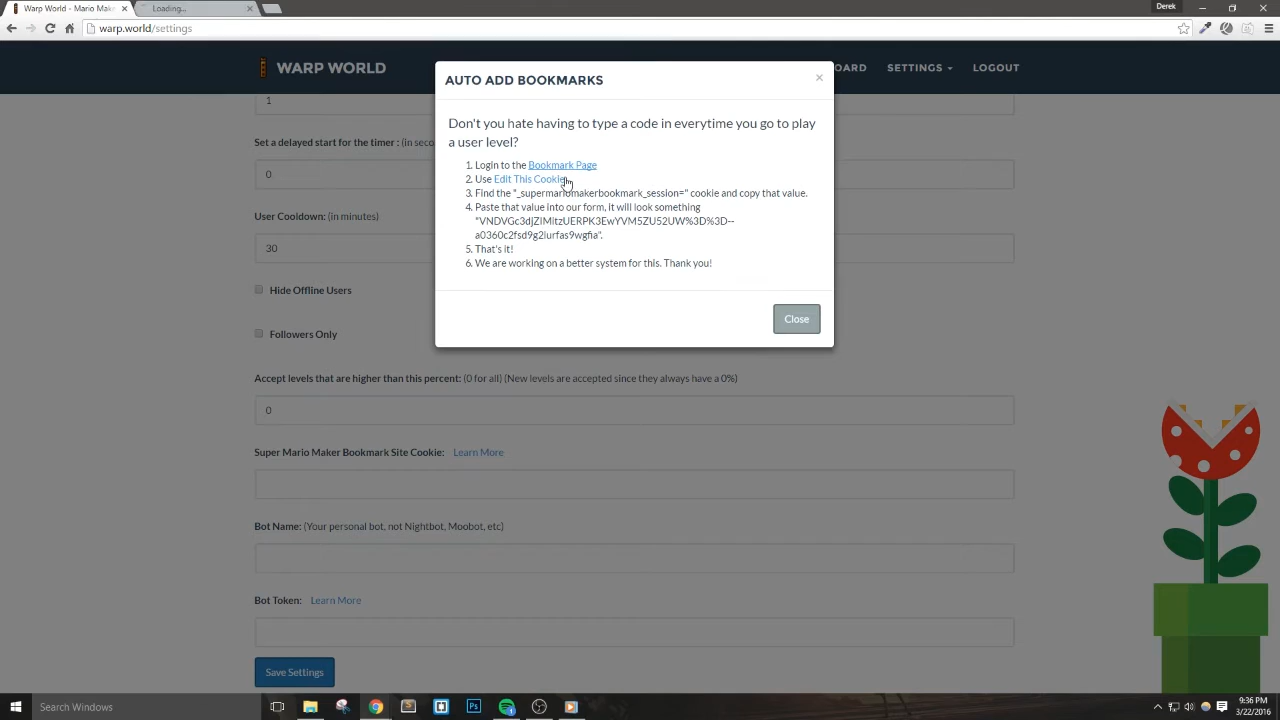 Warp World - Mario Make
Loading...
Derek
warp.world/settings
WARP WORLD
OARD
SETTINGS
LOGOUT
AUTO ADD BOOKMARKS
×
Don't you hate having to type a code in everytime you go to play
a user level?
1. Login to the Bookmark Page
2. Use Edit This Cookie
3. Find the "_supermariomakerbookmark_session=" cookie and copy that value.
4. Paste that value into our form, it will look something
"VNDVGc3djZiMitzUERPK3EwYVM5ZU52UW%3D%3D--
a0360c2fsd9g2iurfas9wgfia".
5. That's it!
6. We are working on a better system for this. Thank you!
Close
1
Set a delayed start for the timer : (in seco
0
User Cooldown: (in minutes)
30
Hide Offline Users
Followers Only
Accept levels that are higher than this percent: (0 for all) (New levels are accepted since they always have a 0%)
0
Super Mario Maker Bookmark Site Cookie: Learn More
Bot Name: (Your personal bot, not Nightbot, Moobot, etc)
Bot Token: Learn More
Save Settings
Search Windows
9:36 PM
3/22/2016